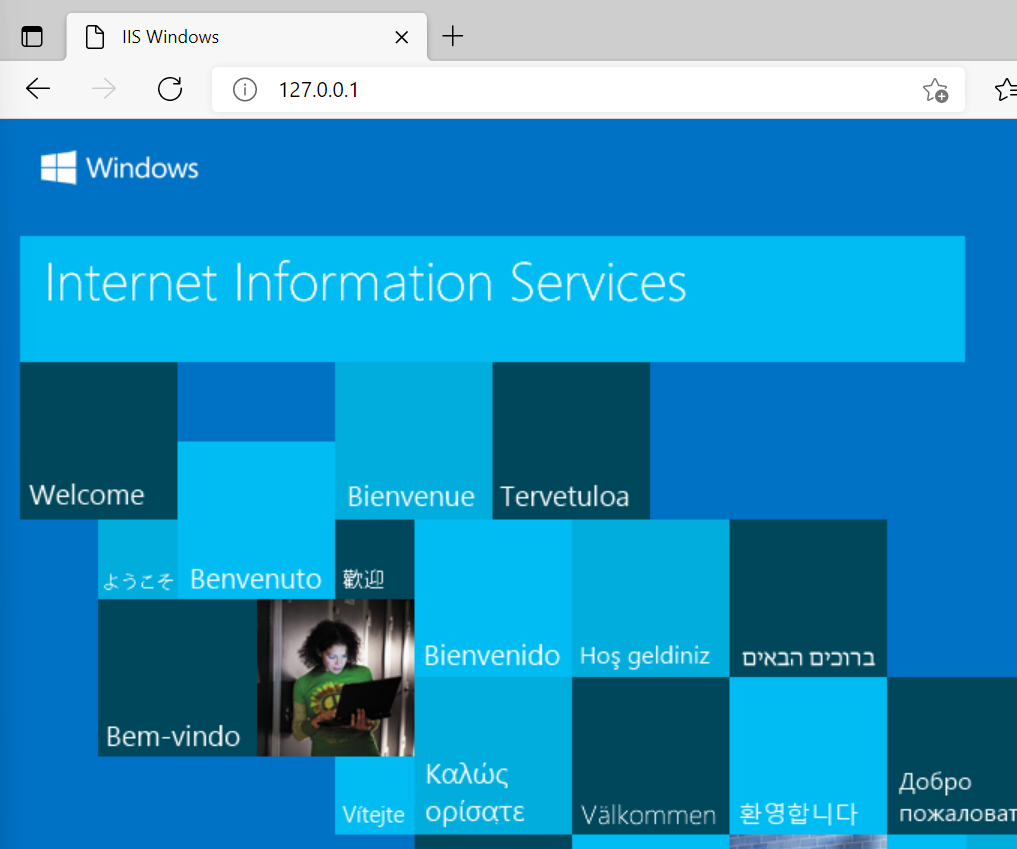 IIS Windows
127.0.0.1
Windows
Internet Information Services
Welcome
Bienvenue
Tervetuloa
ようこそ
Benvenuto
歡迎
Bienvenido
Hoş geldiniz
ברוכים הבאים
Bem-vindo
Vítejte
Καλώς
ορίσατε
Välkommen
환영합니다
Добро
пожаловат